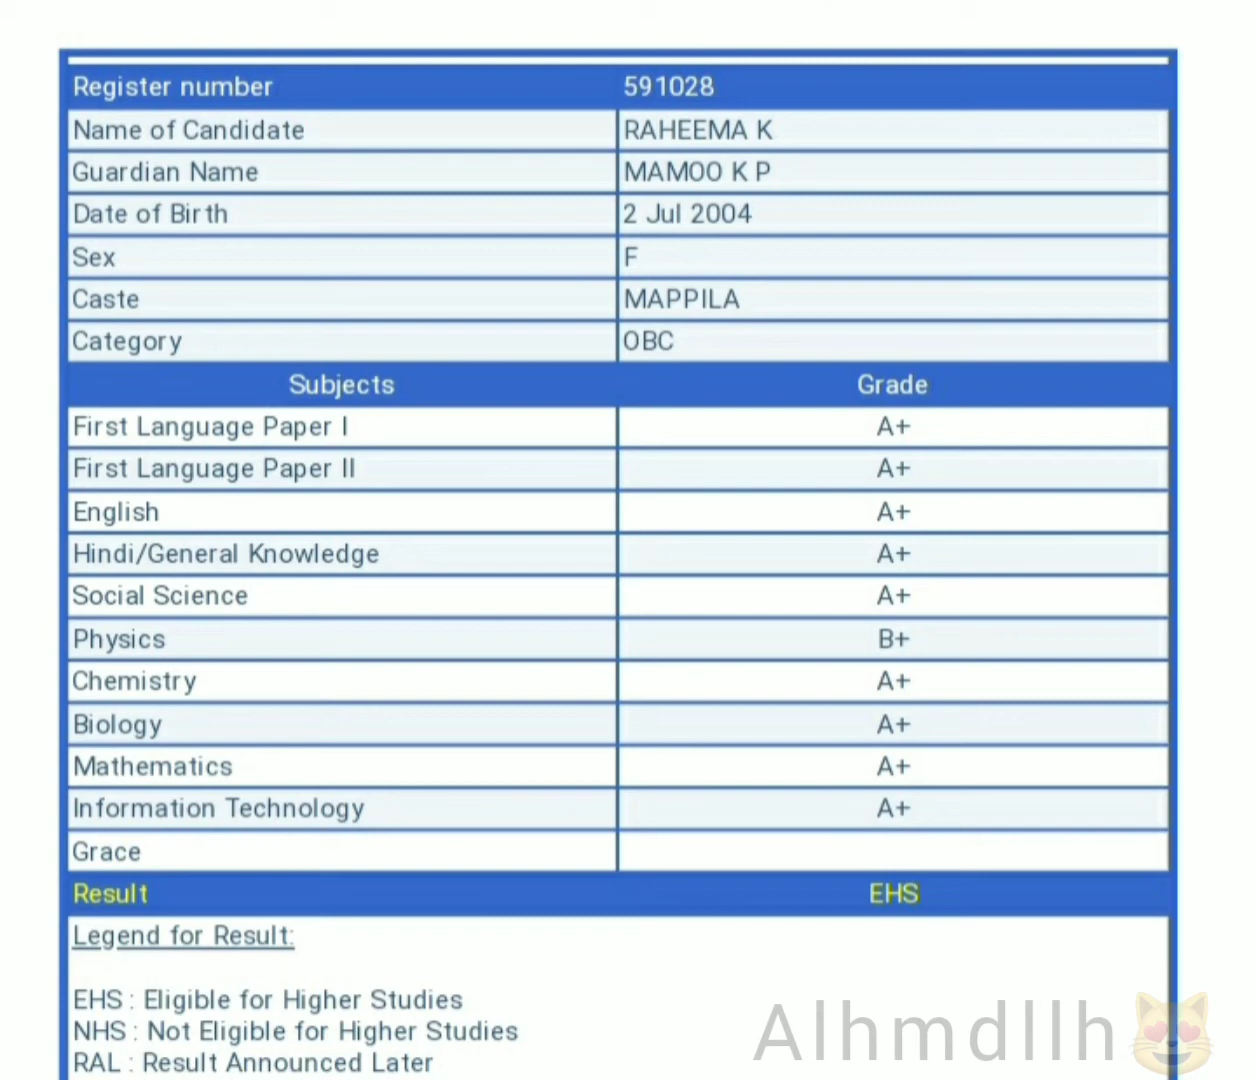 Register number 591028
Name of Candidate RAHEEMA K
Guardian Name MAMOO K P
Date of Birth 2 Jul 2004
Sex F
Caste MAPPILA
Category OBC
Subjects Grade
First Language Paper I A+
First Language Paper II A+
English A+
Hindi/General Knowledge A+
Social Science A+
Physics B+
Chemistry A+
Biology A+
Mathematics A+
Information Technology A+
Grace
Result EHS
Legend for Result:
EHS : Eligible for Higher Studies
NHS : Not Eligible for Higher Studies
RAL : Result Announced Later
Alhmdllh